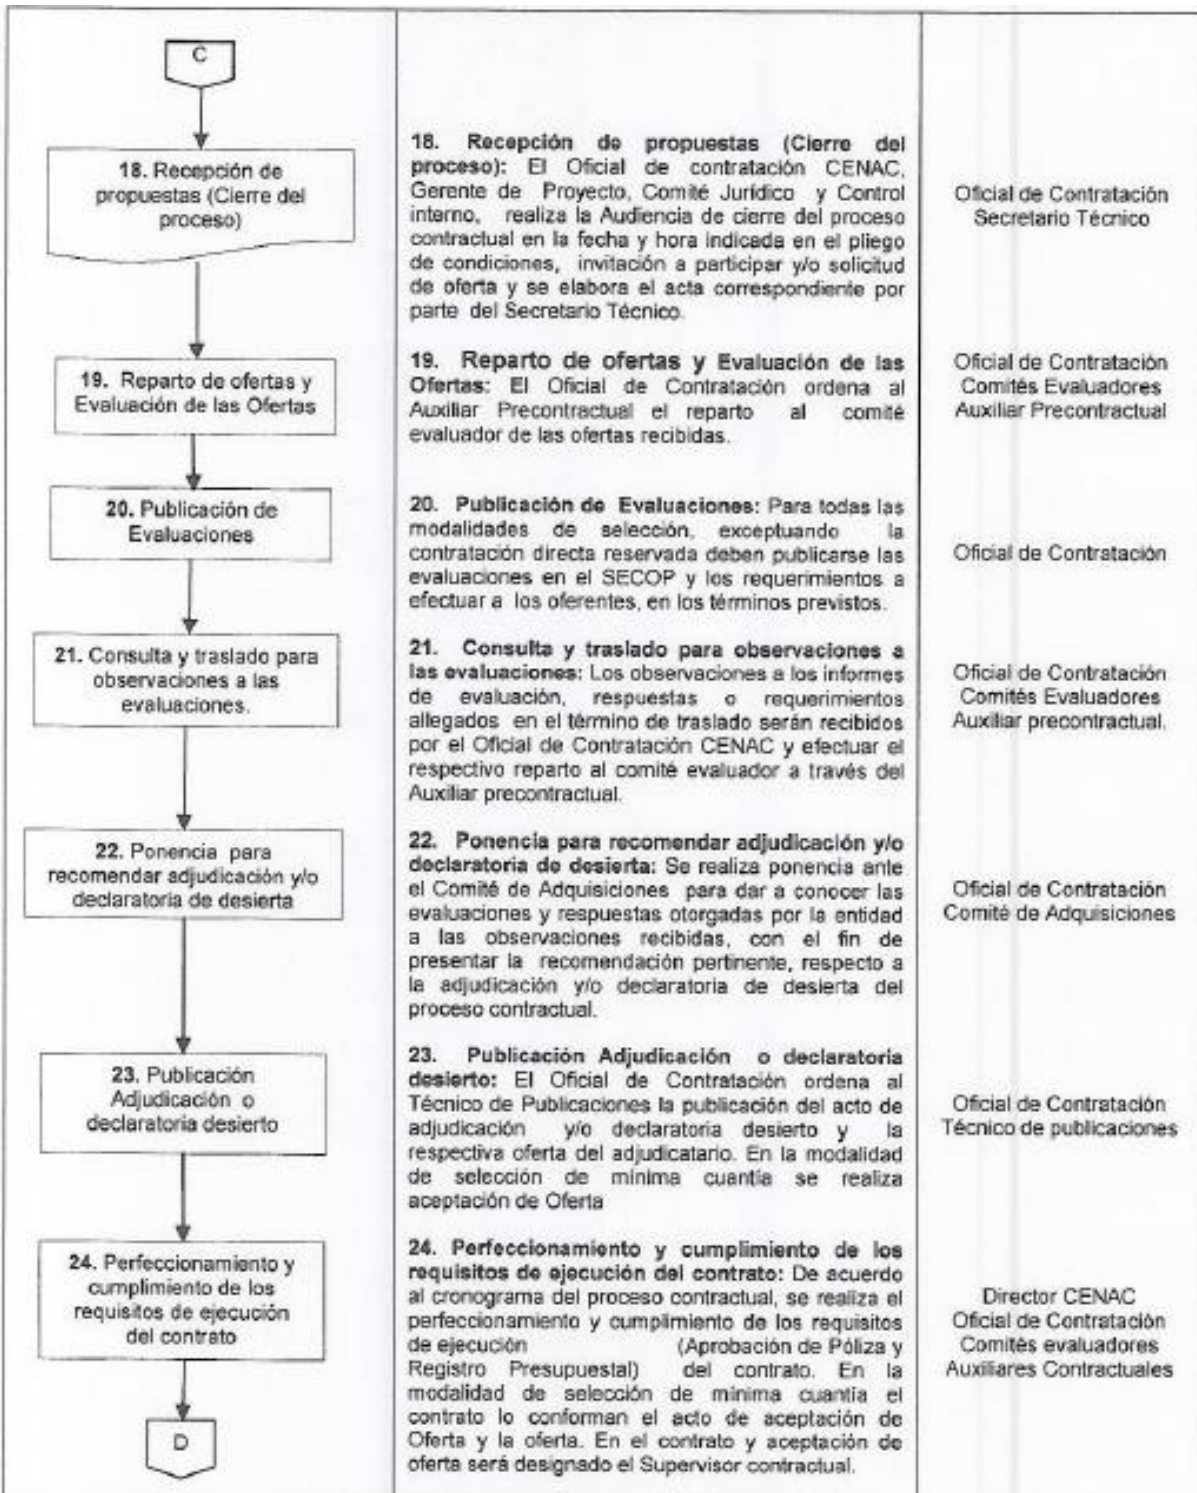 C
18. Recepción de
propuestas (Cierre del
proceso)
18. Recepción de propuestas (Cierre del
proceso): El Oficial de contratación CENAC,
Gerente de Proyecto, Comité Jurídico y Control
interno, realiza la Audiencia de cierre del proceso
contractual en la fecha y hora indicada en el pliego
de condiciones, invitación a participar y/o solicitud
de oferta y se elabora el acta correspondiente por
parte del Secretario Técnico.
Oficial de Contratación
Secretario Técnico
19. Reparto de ofertas y
Evaluación de las Ofertas
19. Reparto de ofertas y Evaluación de las
Ofertas: El Oficial de Contratación ordena al
Auxiliar Precontractual el reparto al comité
evaluador de las ofertas recibidas.
Oficial de Contratación
Comités Evaluadores
Auxiliar Precontractual
20. Publicación de
Evaluaciones
20. Publicación de Evaluaciones: Para todas las
modalidades de selección, exceptuando la
contratación directa reservada deben publicarse las
evaluaciones en el SECOP y los requerimientos a
efectuar a los oferentes, en los términos previstos.
Oficial de Contratación
21. Consulta y traslado para
observaciones a las
evaluaciones.
21. Consulta y traslado para observaciones a
las evaluaciones: Los observaciones a los informes
de evaluación, respuestas o requerimientos
allegados en el término de traslado serán recibidos
por el Oficial de Contratación CENAC y efectuar el
respectivo reparto al comité evaluador a través del
Auxiliar precontractual.
Oficial de Contratación
Comités Evaluadores
Auxiliar precontractual.
22. Ponencia para
recomendar adjudicación y/o
declaratoria de desierta
22. Ponencia para recomendar adjudicación y/o
declaratoria de desierta: Se realiza ponencia ante
el Comité de Adquisiciones para dar a conocer las
evaluaciones y respuestas otorgadas por la entidad
a las observaciones recibidas, con el fin de
presentar la recomendación pertinente, respecto a
la adjudicación y/o declaratoria de desierta del
proceso contractual.
Oficial de Contratación
Comité de Adquisiciones
23. Publicación
Adjudicación o
declaratoria desierto
23. Publicación Adjudicación o declaratoria
desierto: El Oficial de Contratación ordena al
Técnico de Publicaciones la publicación del acto de
adjudicación y/o declaratoria desierto y la
respectiva oferta del adjudicatario. En la modalidad
de selección de mínima cuantía se realiza
aceptación de Oferta
Oficial de Contratación
Técnico de publicaciones
24. Perfeccionamiento y
cumplimiento de los
requisitos de ejecución
del contrato
24. Perfeccionamiento y cumplimiento de los
requisitos de ejecución del contrato: De acuerdo
al cronograma del proceso contractual, se realiza el
perfeccionamiento y cumplimiento de los requisitos
de ejecución (Aprobación de Póliza y
Registro Presupuestal) del contrato. En la
modalidad de selección de mínima cuantía el
contrato lo conforman el acto de aceptación de
Oferta y la oferta. En el contrato y aceptación de
oferta será designado el Supervisor contractual.
Director CENAC
Oficial de Contratación
Comités evaluadores
Auxiliares Contractuales
D